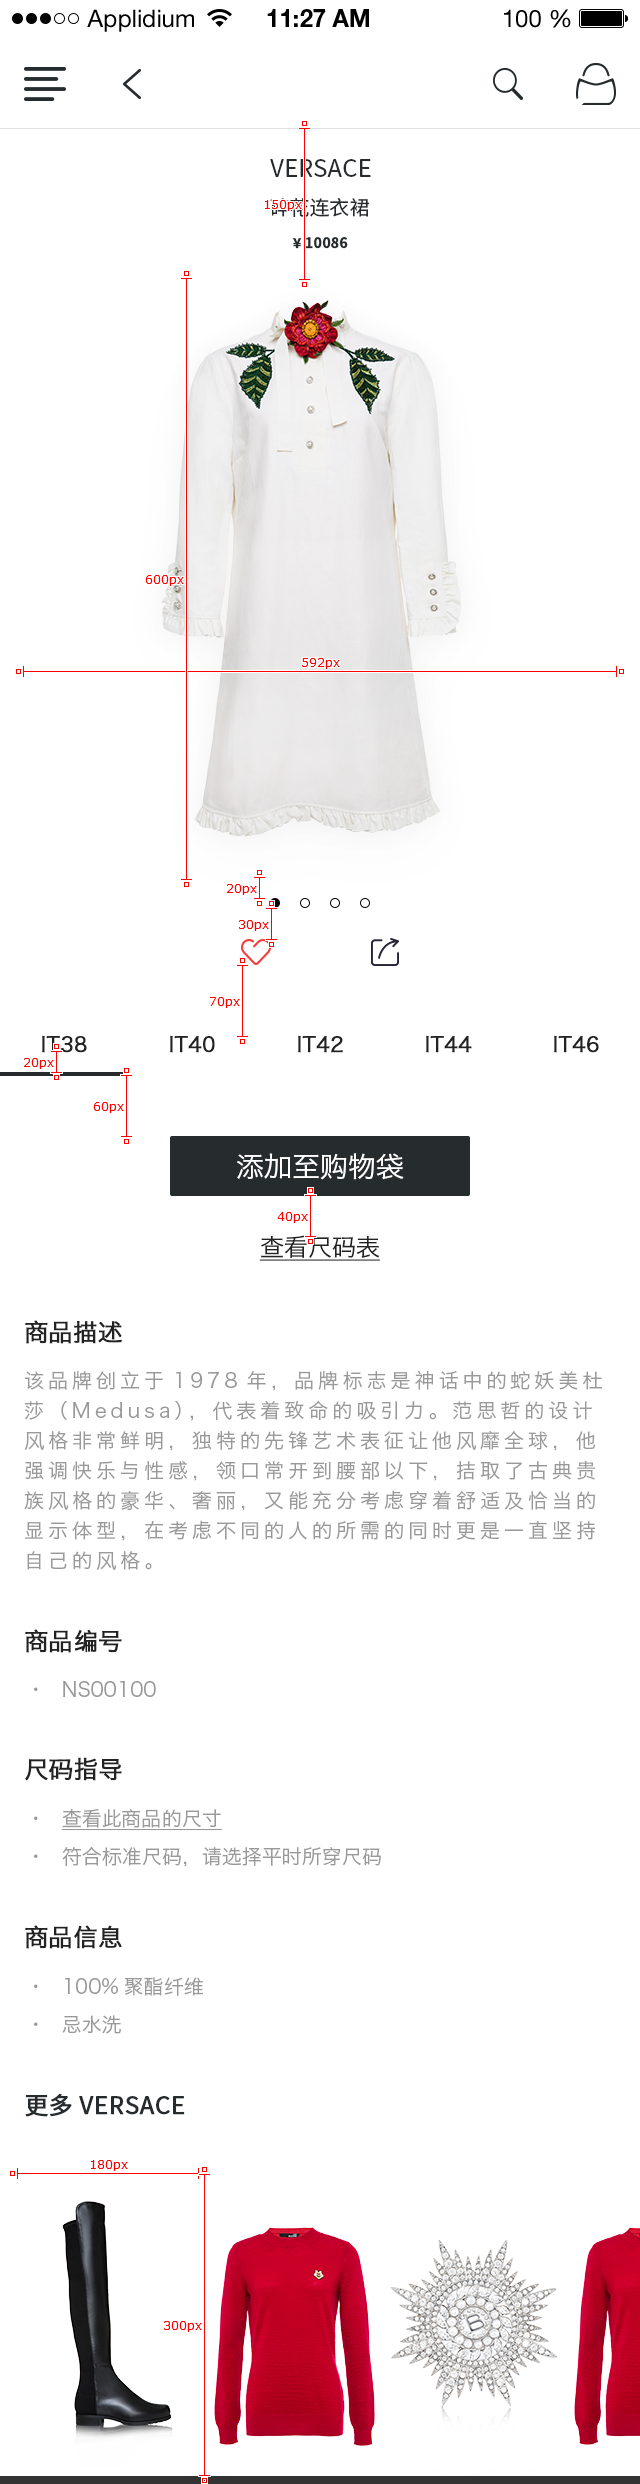 Applidium 11:27 AM 100 %
VERSACE
150px
碎花连衣裙
¥ 10086
600px
592px
20px
30px
70px
IT38 IT40 IT42 IT44 IT46
20px
60px
添加至购物袋
40px
查看尺码表
商品描述
该品牌创立于 1978 年，品牌标志是神话中的蛇妖美杜
莎（Medusa），代表着致命的吸引力。范思哲的设计
风格非常鲜明，独特的先锋艺术表征让他风靡全球，他
强调快乐与性感，领口常开到腰部以下，拮取了古典贵
族风格的豪华、奢丽，又能充分考虑穿着舒适及恰当的
显示体型，在考虑不同的人的所需的同时更是一直坚持
自己的风格。
商品编号
· NS00100
尺码指导
· 查看此商品的尺寸
· 符合标准尺码，请选择平时所穿尺码
商品信息
· 100% 聚酯纤维
· 忌水洗
更多 VERSACE
180px
300px